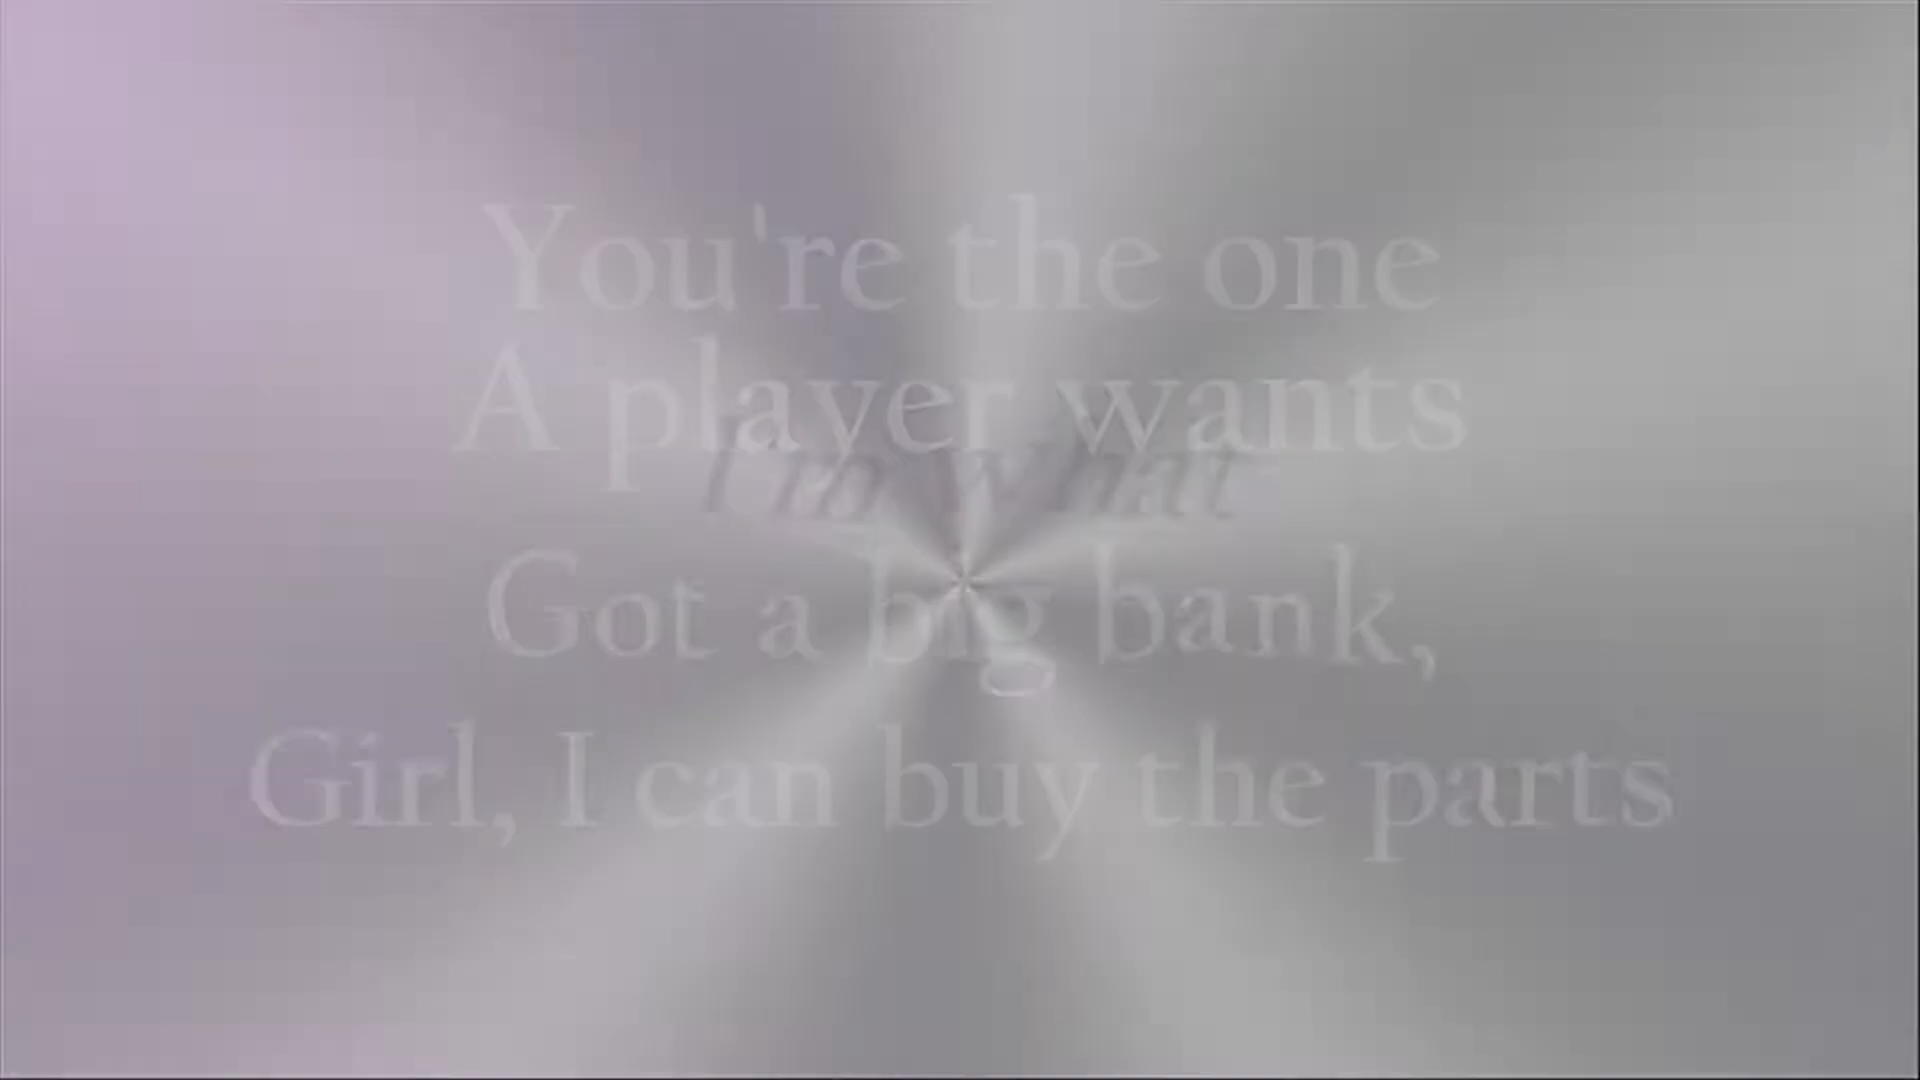 You're the one
A player wants
Got a big bank,
Girl, I can buy the parts